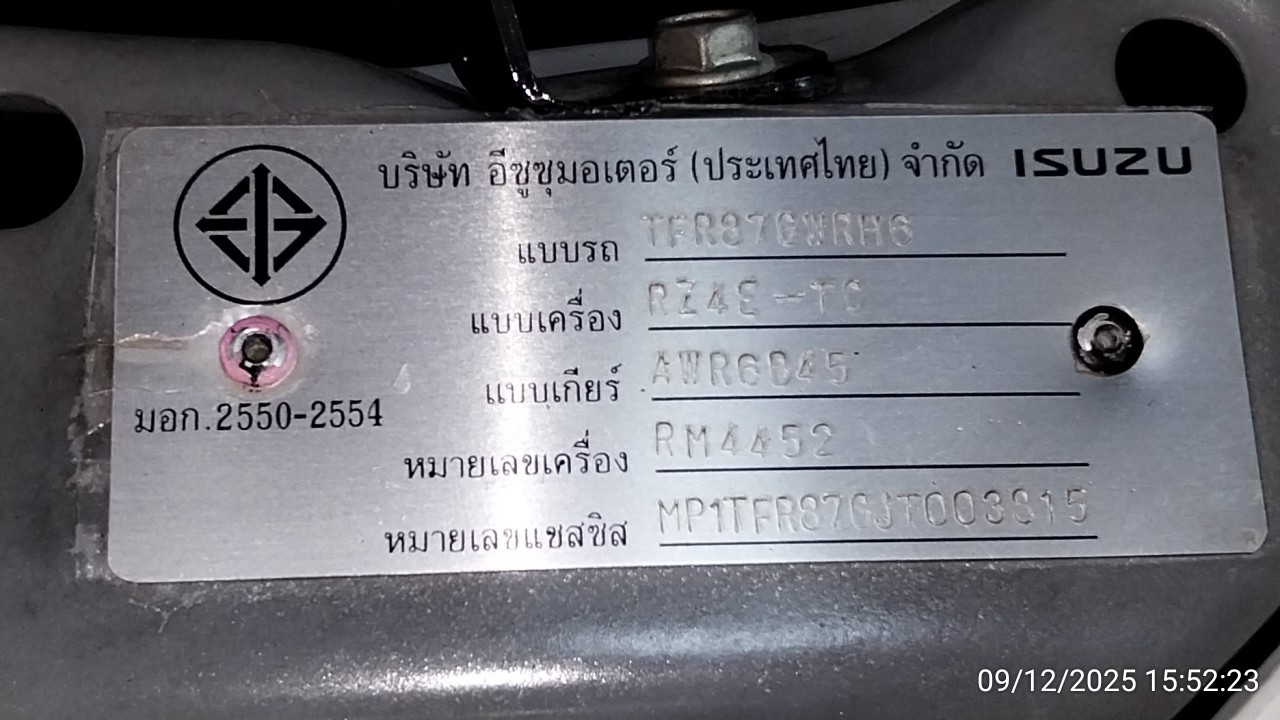 บริษัท อีซูซุมอเตอร์ (ประเทศไทย) จำกัด ISUZU
แบบรถ TFR87GWRH6
แบบเครื่อง RZ4E-TC
แบบเกียร์ AWR6B45
มอก.2550-2554
หมายเลขเครื่อง RM4452
หมายเลขแชสซิส MP1TFR87GJT003815
09/12/2025 15:52:23